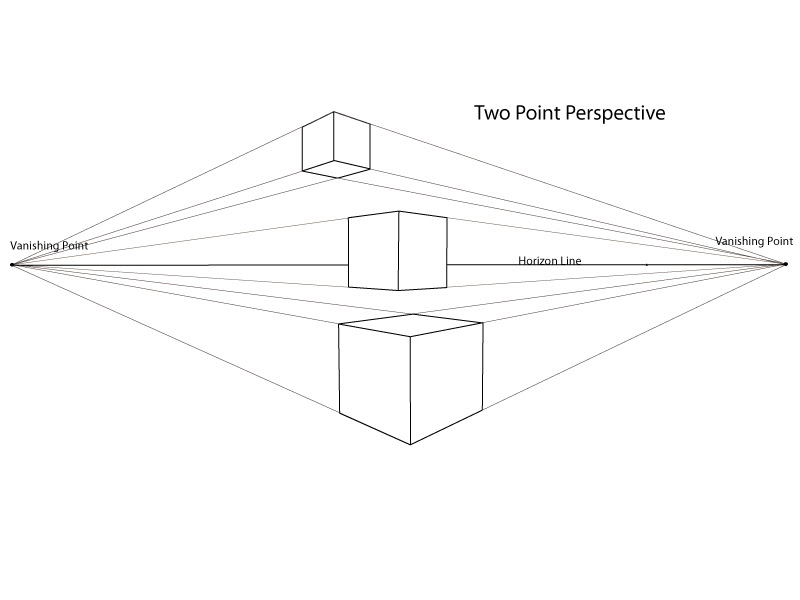 Two Point Perspective
Vanishing Point
Vanishing Point
Horizon Line